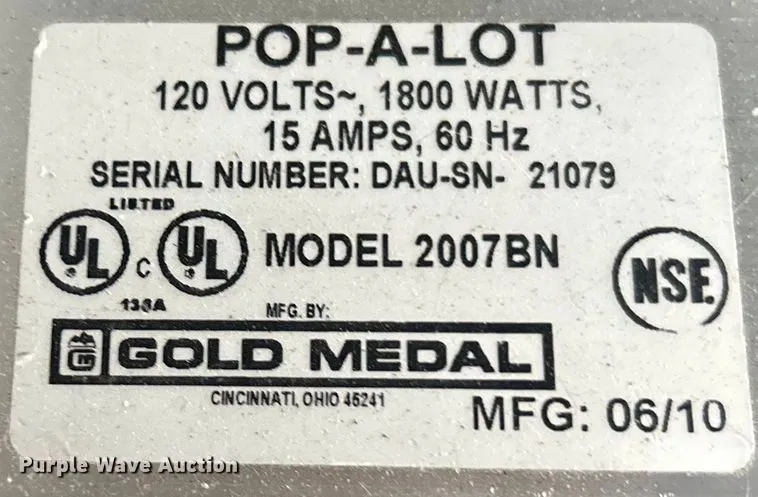 POP-A-LOT
120 VOLTS~, 1800 WATTS,
15 AMPS, 60 Hz
SERIAL NUMBER: DAU-SN- 21079
LISTED
UL C UL MODEL 2007BN NSF.
138A
MFG. BY:
GOLD MEDAL
CINCINNATI, OHIO 45241
MFG: 06/10
Purple Wave Auction